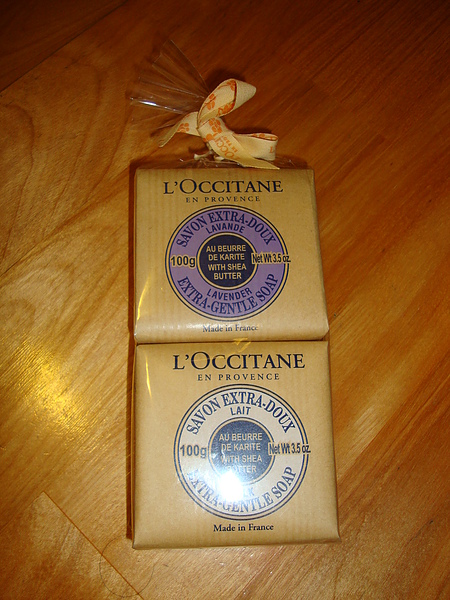 L'OCCITANE
EN PROVENCE
SAVON EXTRA-DOUX
LAVANDE
100g
AU BEURRE
DE KARITE
WITH SHEA
BUTTER
Net Wt 3.5 oz.
LAVENDER
EXTRA-GENTLE SOAP
Made in France
L'OCCITANE
EN PROVENCE
SAVON EXTRA-DOUX
LAIT
100g
AU BEURRE
DE KARITE
WITH SHEA
BUTTER
Net Wt 3.5 oz.
EXTRA-GENTLE SOAP
Made in France